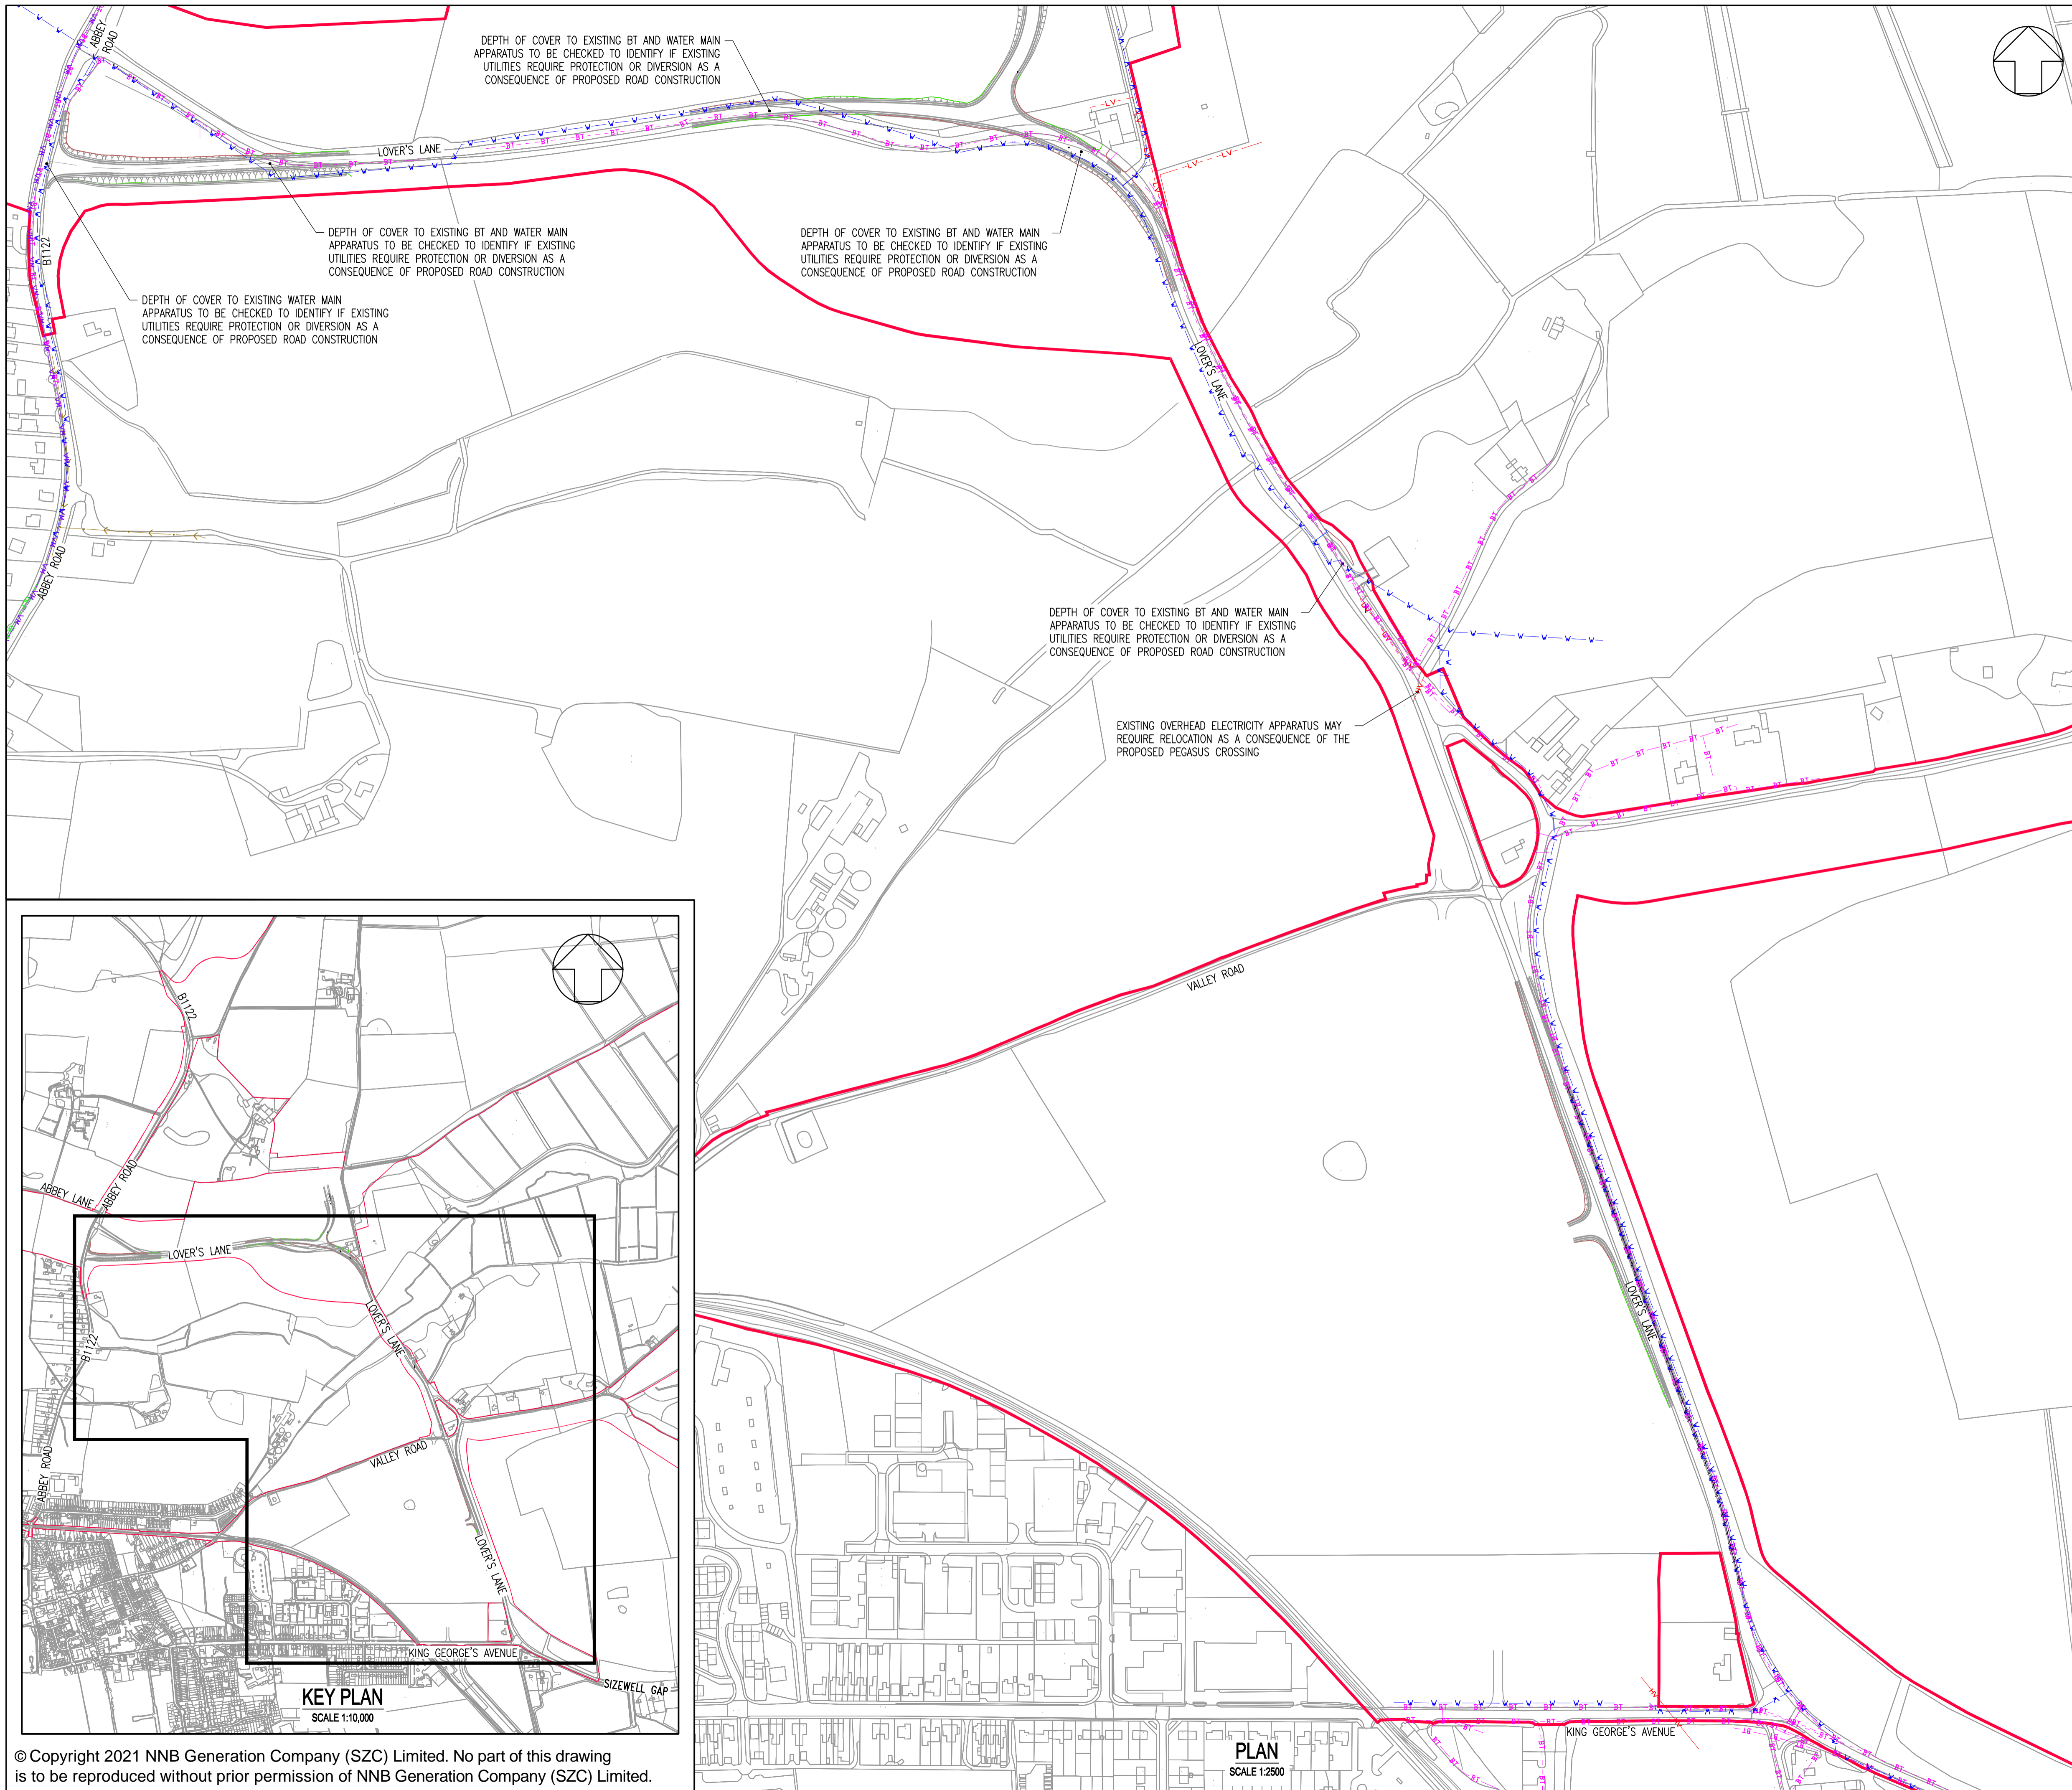 ABBEY
ROAD
DEPTH OF COVER TO EXISTING BT AND WATER MAIN
APPARATUS TO BE CHECKED TO IDENTIFY IF EXISTING
UTILITIES REQUIRE PROTECTION OR DIVERSION AS A
CONSEQUENCE OF PROPOSED ROAD CONSTRUCTION
LOVER'S LANE
B1122
DEPTH OF COVER TO EXISTING BT AND WATER MAIN
APPARATUS TO BE CHECKED TO IDENTIFY IF EXISTING
UTILITIES REQUIRE PROTECTION OR DIVERSION AS A
CONSEQUENCE OF PROPOSED ROAD CONSTRUCTION
DEPTH OF COVER TO EXISTING BT AND WATER MAIN
APPARATUS TO BE CHECKED TO IDENTIFY IF EXISTING
UTILITIES REQUIRE PROTECTION OR DIVERSION AS A
CONSEQUENCE OF PROPOSED ROAD CONSTRUCTION
DEPTH OF COVER TO EXISTING WATER MAIN
APPARATUS TO BE CHECKED TO IDENTIFY IF EXISTING
UTILITIES REQUIRE PROTECTION OR DIVERSION AS A
CONSEQUENCE OF PROPOSED ROAD CONSTRUCTION
LOVER'S LANE
ABBEY ROAD
DEPTH OF COVER TO EXISTING BT AND WATER MAIN
APPARATUS TO BE CHECKED TO IDENTIFY IF EXISTING
UTILITIES REQUIRE PROTECTION OR DIVERSION AS A
CONSEQUENCE OF PROPOSED ROAD CONSTRUCTION
EXISTING OVERHEAD ELECTRICITY APPARATUS MAY
REQUIRE RELOCATION AS A CONSEQUENCE OF THE
PROPOSED PEGASUS CROSSING
VALLEY ROAD
LOVER'S LANE
KING GEORGE'S AVENUE
PLAN
SCALE 1:2500
B1122
ABBEY LANE
ABBEY ROAD
LOVER'S LANE
LOVER'S LANE
B1122
ABBEY ROAD
VALLEY ROAD
LOVER'S LANE
KING GEORGE'S AVENUE
SIZEWELL GAP
KEY PLAN
SCALE 1:10,000
© Copyright 2021 NNB Generation Company (SZC) Limited. No part of this drawing
is to be reproduced without prior permission of NNB Generation Company (SZC) Limited.